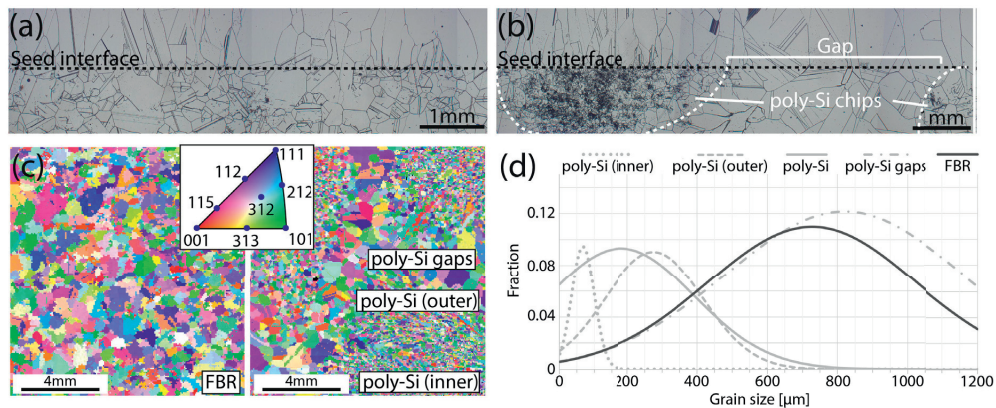 (a)
Seed interface
1mm
(b)
Gap
Seed interface
poly-Si chips
mm
(c)
111
112
212
115
312
001
313
101
poly-Si gaps
poly-Si (outer)
4mm
FBR
4mm
poly-Si (inner)
(d)
poly-Si (inner)
poly-Si (outer)
poly-Si
poly-Si gaps
FBR
0.12
0.08
0.04
0
Fraction
0
200
400
600
800
1000
1200
Grain size [µm]